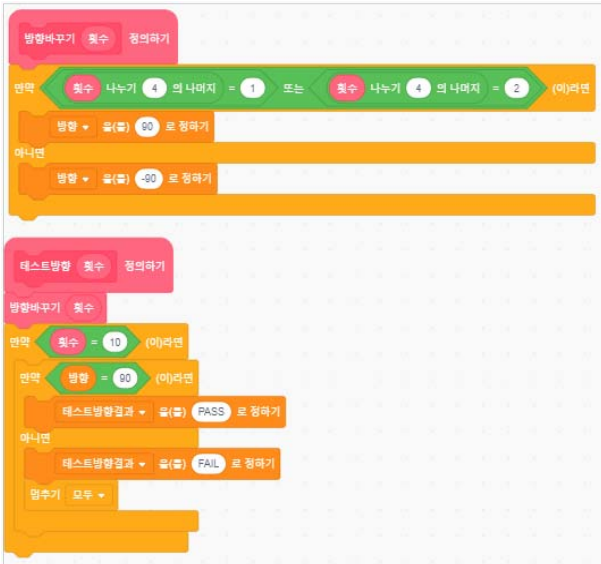 방향바꾸기 횟수 정의하기
만약 횟수 나누기 4 의 나머지 = 1 또는 횟수 나누기 4 의 나머지 = 2 (이)라면
방향 을(를) 90 로 정하기
아니면
방향 을(를) -90 로 정하기
테스트방향 횟수 정의하기
방향바꾸기 횟수
만약 횟수 = 10 (이)라면
만약 방향 = 90 (이)라면
테스트방향결과 을(를) PASS 로 정하기
아니면
테스트방향결과 을(를) FAIL 로 정하기
멈추기 모두